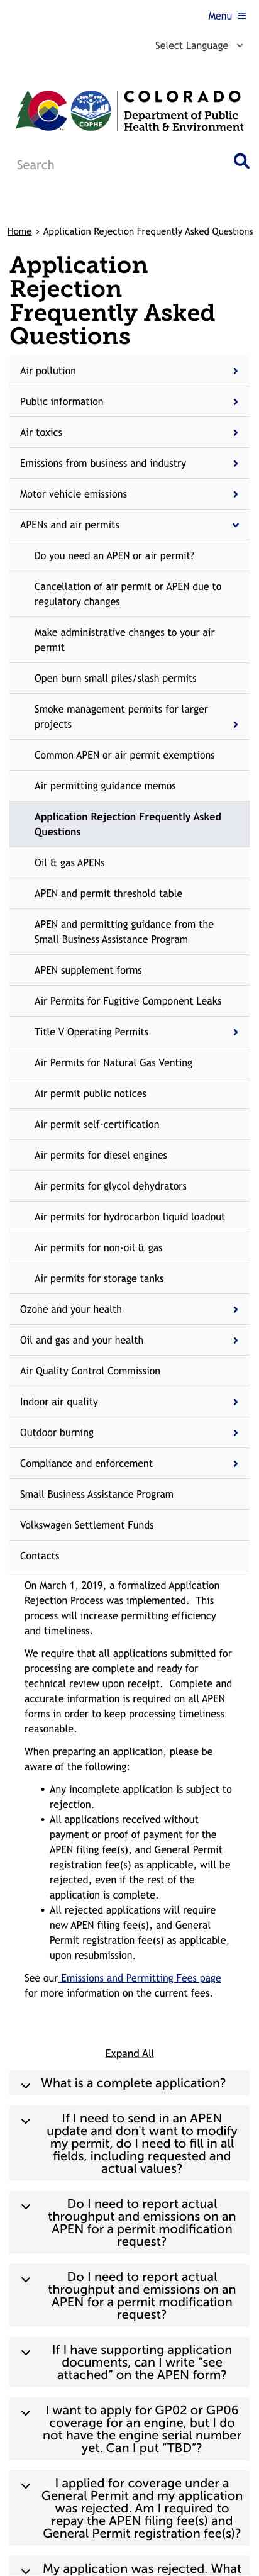 Menu
Select Language
COLORADO
Department of Public
Health & Environment
CDPHE
Search
Home › Application Rejection Frequently Asked Questions
Application
Rejection
Frequently Asked
Questions
Air pollution
Public information
Air toxics
Emissions from business and industry
Motor vehicle emissions
APENs and air permits
Do you need an APEN or air permit?
Cancellation of air permit or APEN due to
regulatory changes
Make administrative changes to your air
permit
Open burn small piles/slash permits
Smoke management permits for larger
projects
Common APEN or air permit exemptions
Air permitting guidance memos
Application Rejection Frequently Asked
Questions
Oil & gas APENs
APEN and permit threshold table
APEN and permitting guidance from the
Small Business Assistance Program
APEN supplement forms
Air Permits for Fugitive Component Leaks
Title V Operating Permits
Air Permits for Natural Gas Venting
Air permit public notices
Air permit self-certification
Air permits for diesel engines
Air permits for glycol dehydrators
Air permits for hydrocarbon liquid loadout
Air permits for non-oil & gas
Air permits for storage tanks
Ozone and your health
Oil and gas and your health
Air Quality Control Commission
Indoor air quality
Outdoor burning
Compliance and enforcement
Small Business Assistance Program
Volkswagen Settlement Funds
Contacts
On March 1, 2019, a formalized Application
Rejection Process was implemented.  This
process will increase permitting efficiency
and timeliness.
We require that all applications submitted for
processing are complete and ready for
technical review upon receipt.  Complete and
accurate information is required on all APEN
forms in order to keep processing timeliness
reasonable.
When preparing an application, please be
aware of the following:
• Any incomplete application is subject to
rejection.
• All applications received without
payment or proof of payment for the
APEN filing fee(s), and General Permit
registration fee(s) as applicable, will be
rejected, even if the rest of the
application is complete.
• All rejected applications will require
new APEN filing fee(s), and General
Permit registration fee(s) as applicable,
upon resubmission.
See our Emissions and Permitting Fees page
for more information on the current fees.
Expand All
What is a complete application?
If I need to send in an APEN
update and don't want to modify
my permit, do I need to fill in all
fields, including requested and
actual values?
Do I need to report actual
throughput and emissions on an
APEN for a permit modification
request?
Do I need to report actual
throughput and emissions on an
APEN for a permit modification
request?
If I have supporting application
documents, can I write “see
attached” on the APEN form?
I want to apply for GP02 or GP06
coverage for an engine, but I do
not have the engine serial number
yet. Can I put “TBD”?
I applied for coverage under a
General Permit and my application
was rejected. Am I required to
repay the APEN filing fee(s) and
General Permit registration fee(s)?
My application was rejected. What